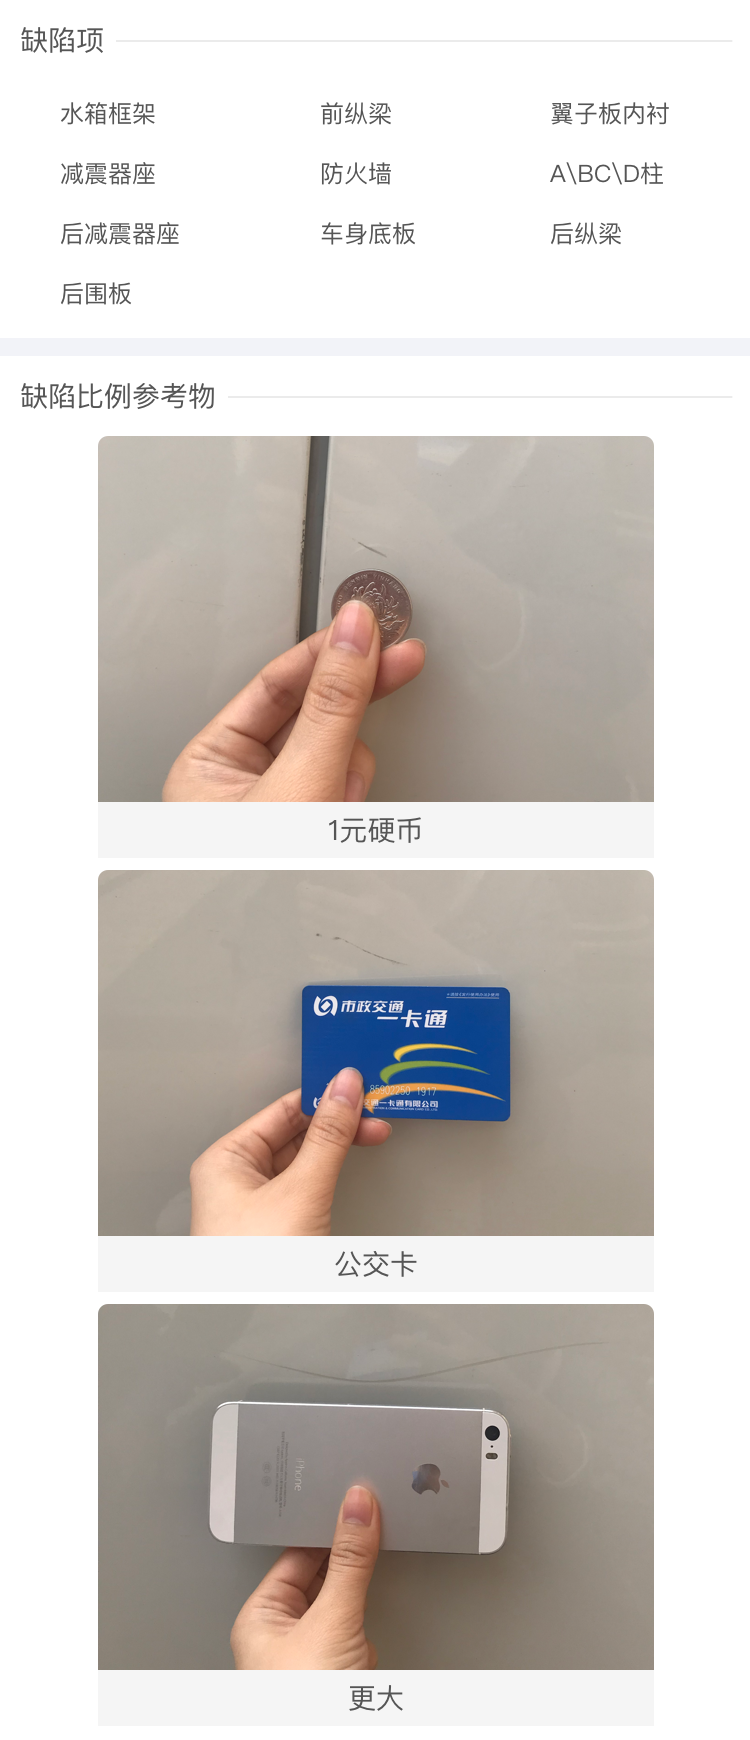 缺陷项
水箱框架 前纵梁 翼子板内衬
减震器座 防火墙 A\BC\D柱
后减震器座 车身底板 后纵梁
后围板
缺陷比例参考物
1元硬币
市政交通
一卡通
85902250 1917
交通一卡通有限公司
公交卡
iPhone
更大